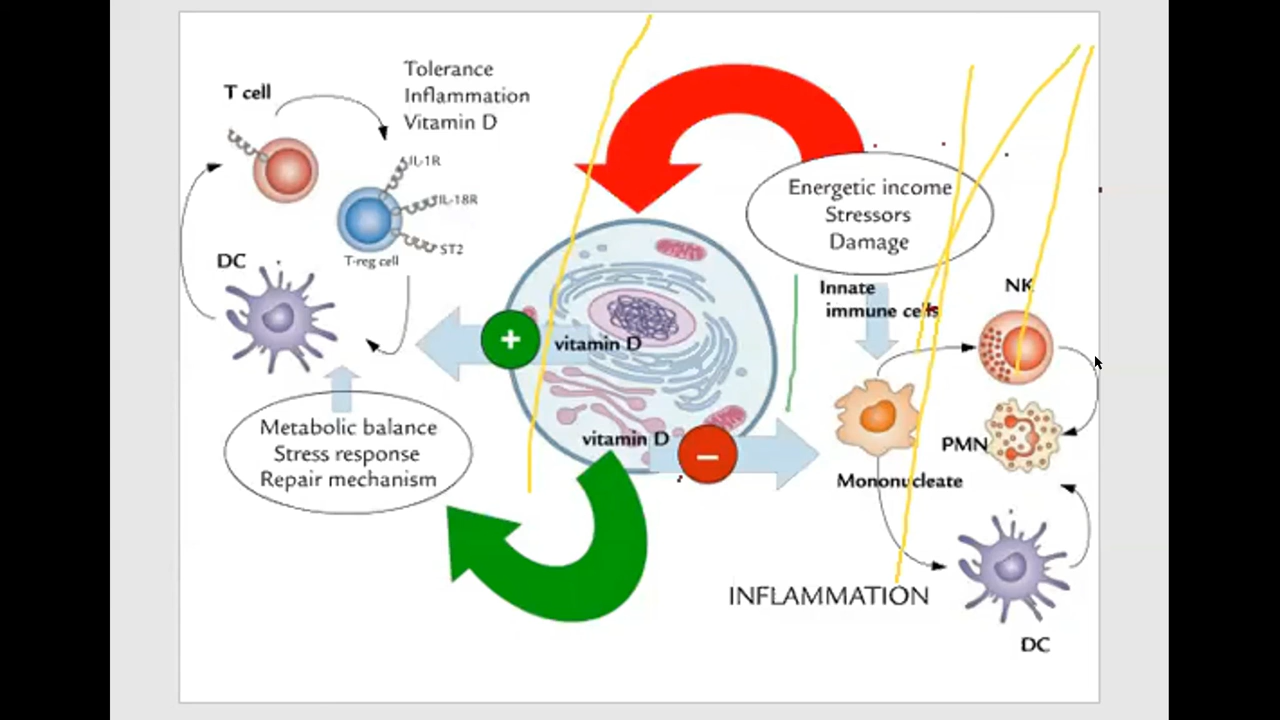 T cell
Tolerance
Inflammation
Vitamin D
IL-1R
IL-18R
ST2
T-reg cell
DC
Metabolic balance
Stress response
Repair mechanism
+
vitamin D
vitamin D
–
Energetic income
Stressors
Damage
Innate
immune cells
NK
PMN
Mononucleate
INFLAMMATION
DC